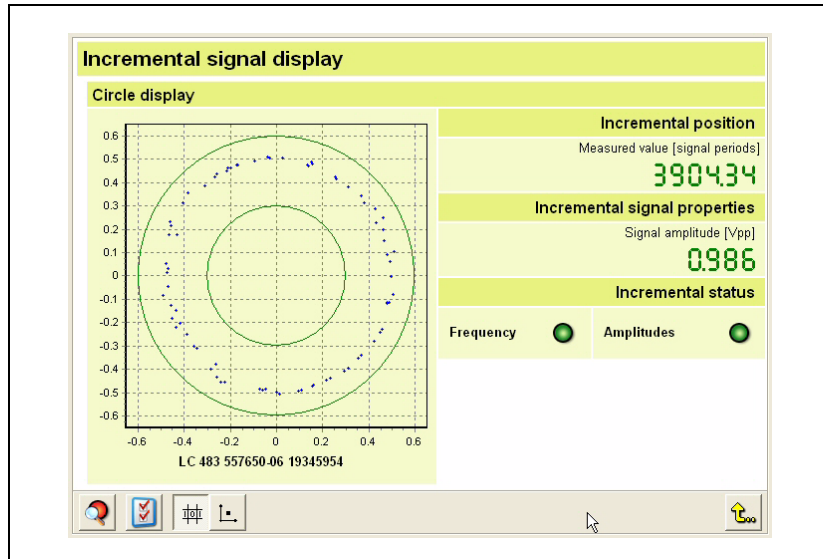 Incremental signal display
Circle display
Incremental position
Measured value [signal periods]
3904.34
Incremental signal properties
Signal amplitude [Vpp]
0.986
Incremental status
Frequency
Amplitudes
0.6
0.5
0.4
0.3
0.2
0.1
0
-0.1
-0.2
-0.3
-0.4
-0.5
-0.6
-0.6 -0.4 -0.2 0 0.2 0.4 0.6
LC 483 557650-06 19345954